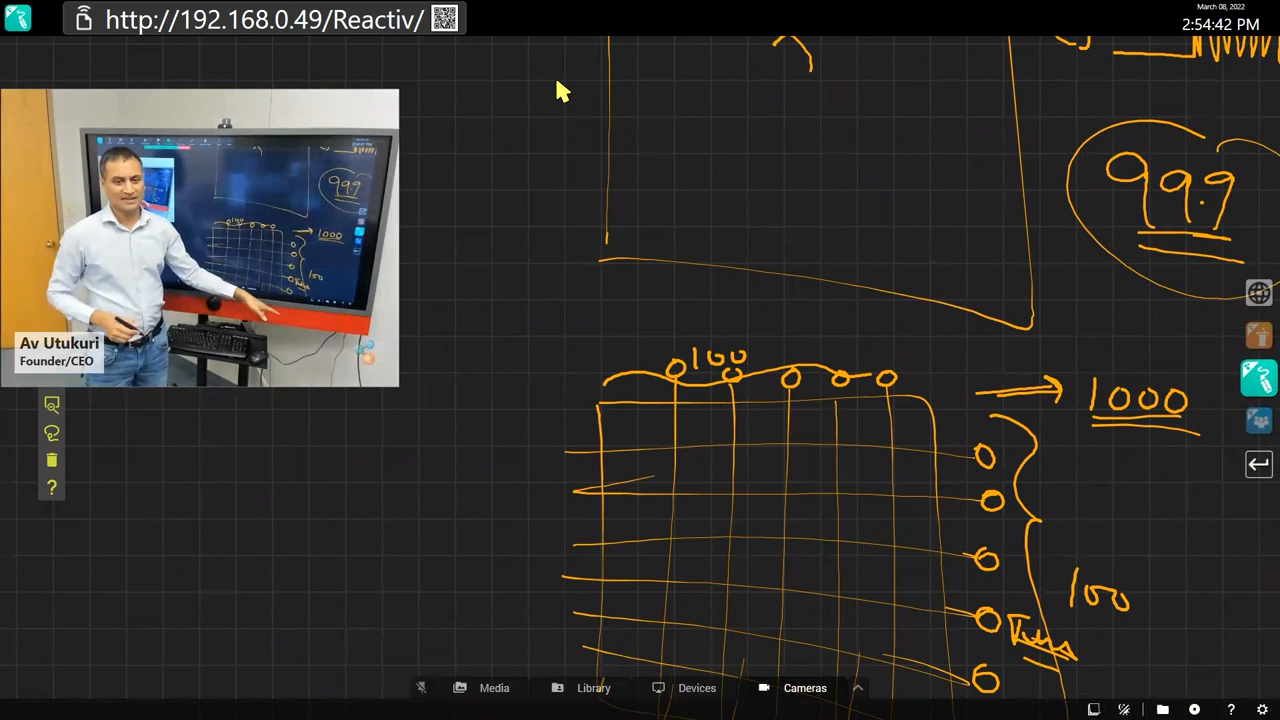 http://192.168.0.49/Reactiv/
March 08, 2022
2:54:42 PM
99.9
Av Utukuri
Founder/CEO
100
1000
100
?
Media
Library
Devices
Cameras
?